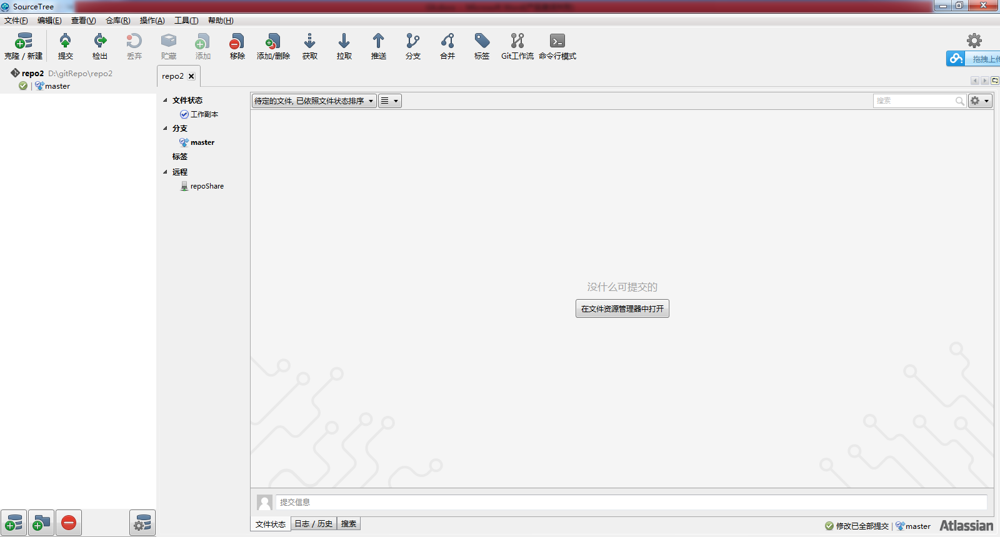 SourceTree
文件(F) 编辑(E) 查看(V) 仓库(R) 操作(A) 工具(T) 帮助(H)
克隆 / 新建 提交 检出 丢弃 贮藏 添加 移除 添加/删除 获取 拉取 推送 分支 合并 标签 Git工作流 命令行模式
拖拽上传
repo2 D:\gitRepo\repo2
master
repo2
文件状态
工作副本
分支
master
标签
远程
repoShare
待定的文件, 已依照文件状态排序
搜索
没什么可提交的
在文件资源管理器中打开
提交信息
文件状态 日志 / 历史 搜索
修改已全部提交 master Atlassian